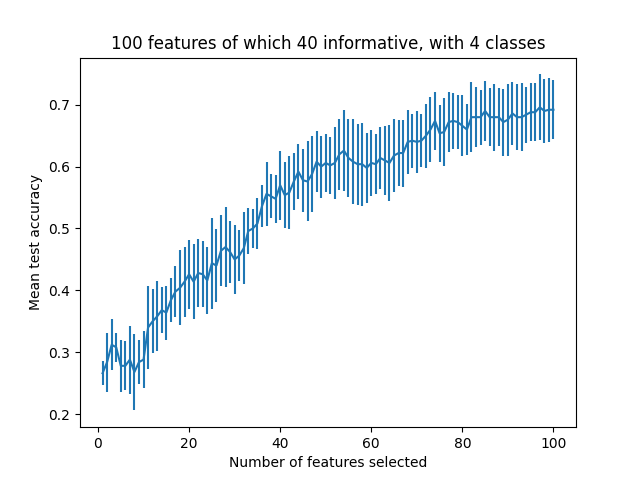 100 features of which 40 informative, with 4 classes
0.7
0.6
0.5
0.4
0.3
0.2
Mean test accuracy
0 20 40 60 80 100
Number of features selected